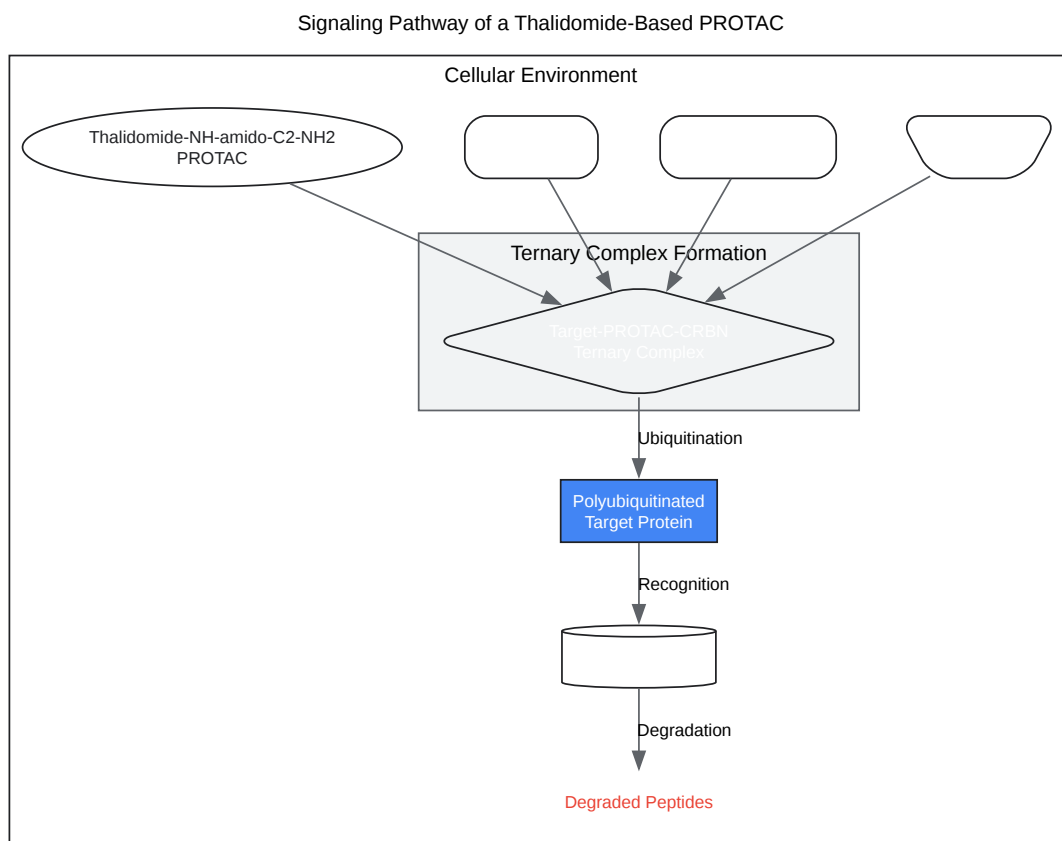 Signaling Pathway of a Thalidomide-Based PROTAC
Cellular Environment
Thalidomide-NH-amido-C2-NH2
PROTAC
Ternary Complex Formation
Target-PROTAC-CRBN
Ternary Complex
Ubiquitination
Polyubiquitinated
Target Protein
Recognition
Degradation
Degraded Peptides